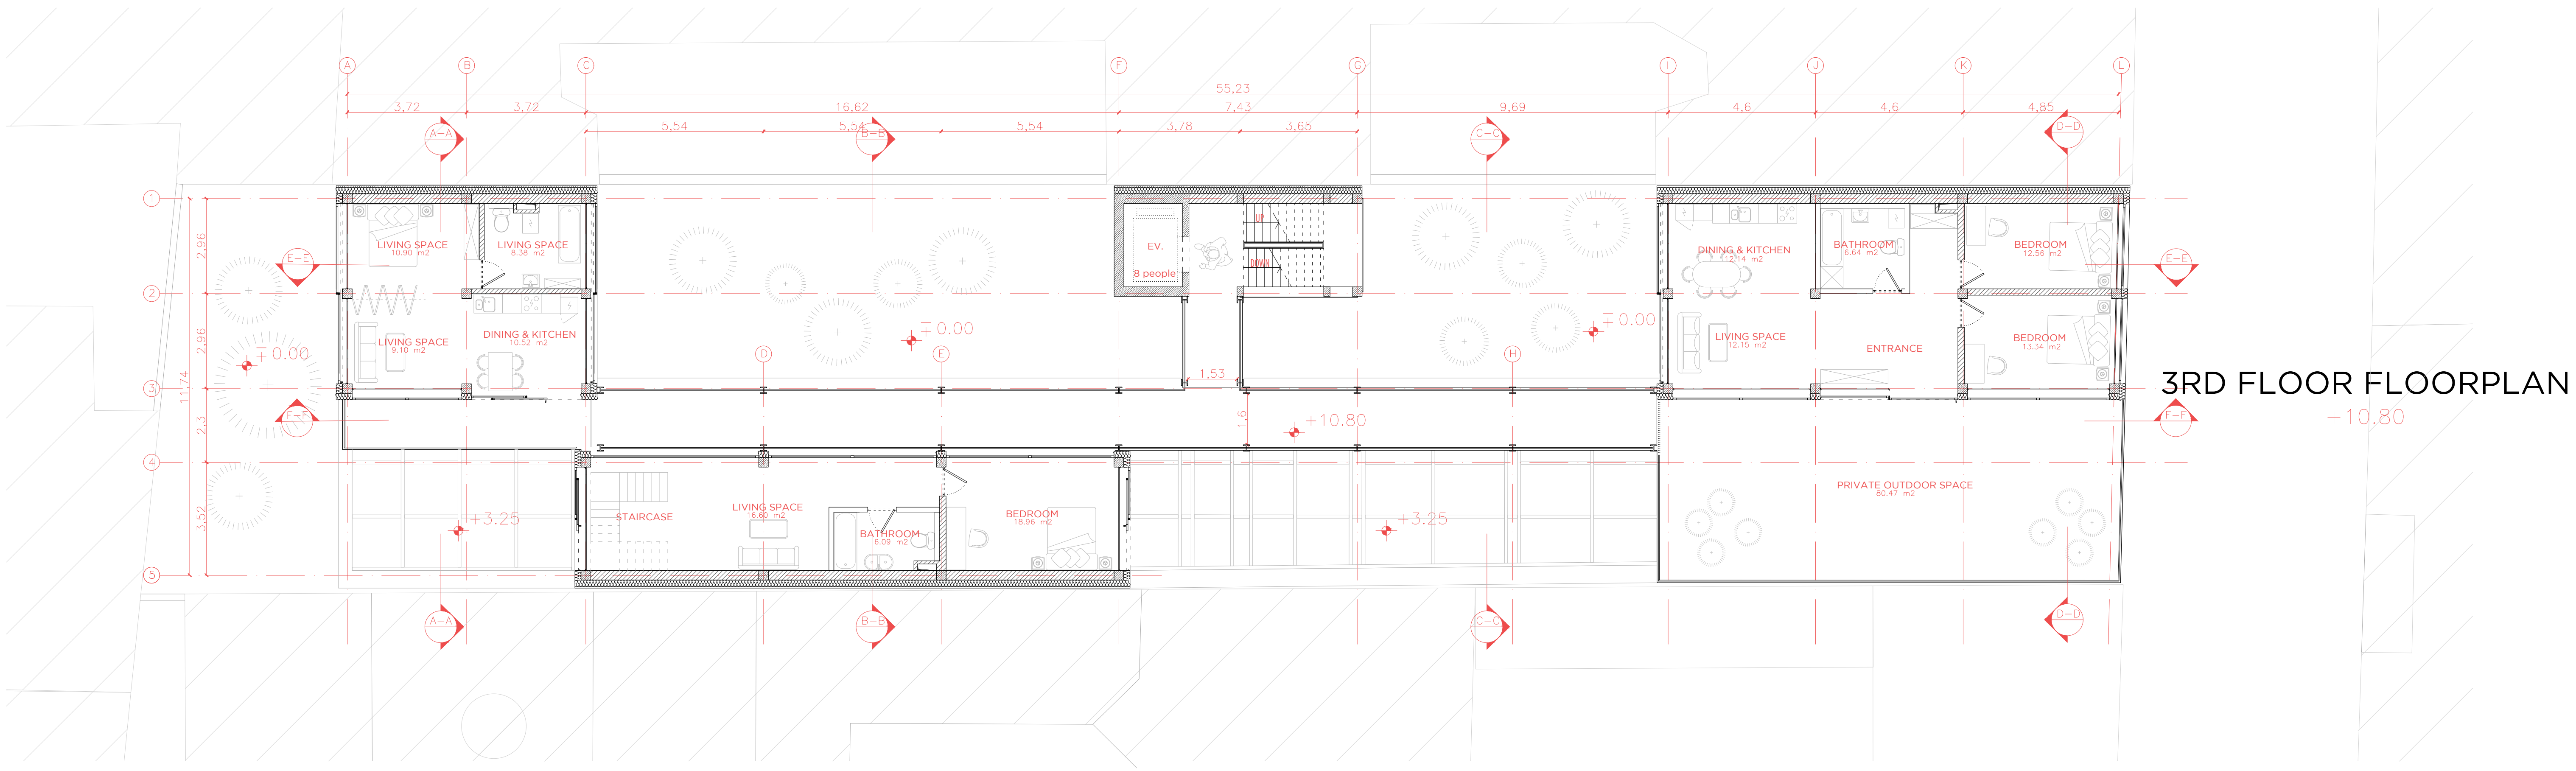 A B C F G I J K L
55,23
3,72 3,72 16,62 7,43 9,69 4,6 4,6 4,85
5,54 5,54 5,54 3,78 3,65
A-A B-B C-C D-D
1
2
3
4
5
2,96
2,96
2,3
3,52
11,74
E-E
F-F
LIVING SPACE
10.90 m2
LIVING SPACE
8.38 m2
LIVING SPACE
9.10 m2
DINING & KITCHEN
10.52 m2
∓0.00
∓0.00
∓0.00
EV.
8 people
UP
DOWN
D E H
1,53
1,6
+10.80
DINING & KITCHEN
12.14 m2
BATHROOM
6.64 m2
BEDROOM
12.56 m2
LIVING SPACE
12.15 m2
ENTRANCE
BEDROOM
13.34 m2
E-E
F-F
3RD FLOOR FLOORPLAN
+10.80
+3.25
STAIRCASE
LIVING SPACE
16.60 m2
BATHROOM
6.09 m2
BEDROOM
18.96 m2
+3.25
PRIVATE OUTDOOR SPACE
80.47 m2
A-A B-B C-C D-D